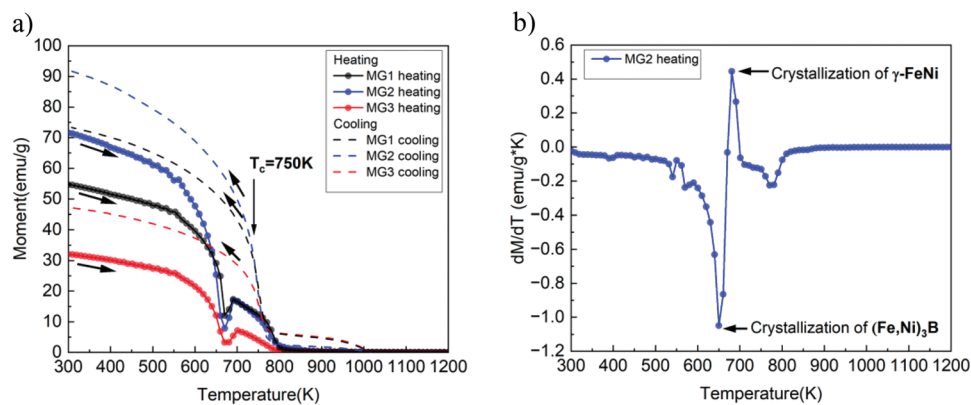 a)
100
90
80
70
60
50
40
30
20
10
0
Moment(emu/g)
300 400 500 600 700 800 900 1000 1100 1200
Temperature(K)
Heating
MG1 heating
MG2 heating
MG3 heating
Cooling
MG1 cooling
MG2 cooling
MG3 cooling
Tc=750K
b)
0.6
0.4
0.2
0.0
−0.2
−0.4
−0.6
−0.8
−1.0
−1.2
dM/dT (emu/g*K)
300 400 500 600 700 800 900 1000 1100 1200
Temperature(K)
MG2 heating
Crystallization of γ-FeNi
Crystallization of (Fe,Ni)₃B